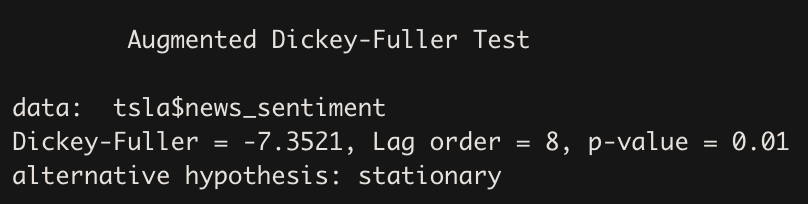 Augmented Dickey-Fuller Test
data:  tsla$news_sentiment
Dickey-Fuller = -7.3521, Lag order = 8, p-value = 0.01
alternative hypothesis: stationary